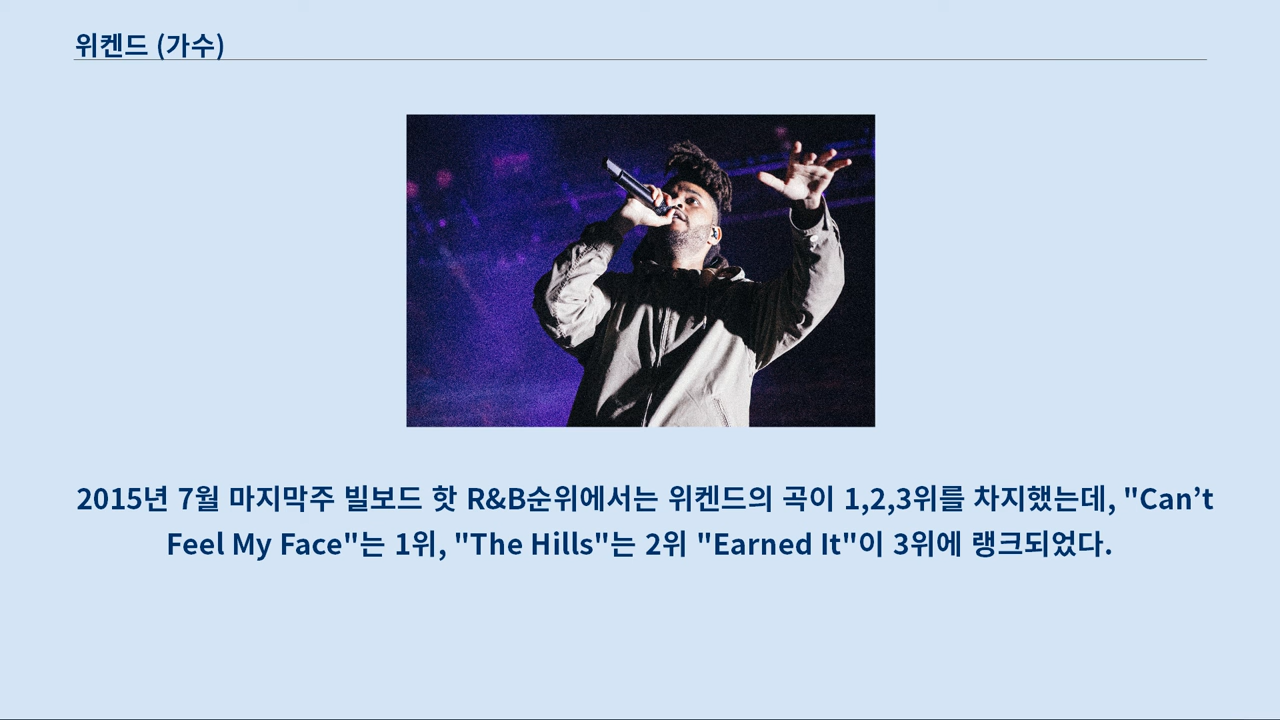 위켄드 (가수)
2015년 7월 마지막주 빌보드 핫 R&B순위에서는 위켄드의 곡이 1,2,3위를 차지했는데, "Can’t
Feel My Face"는 1위, "The Hills"는 2위 "Earned It"이 3위에 랭크되었다.